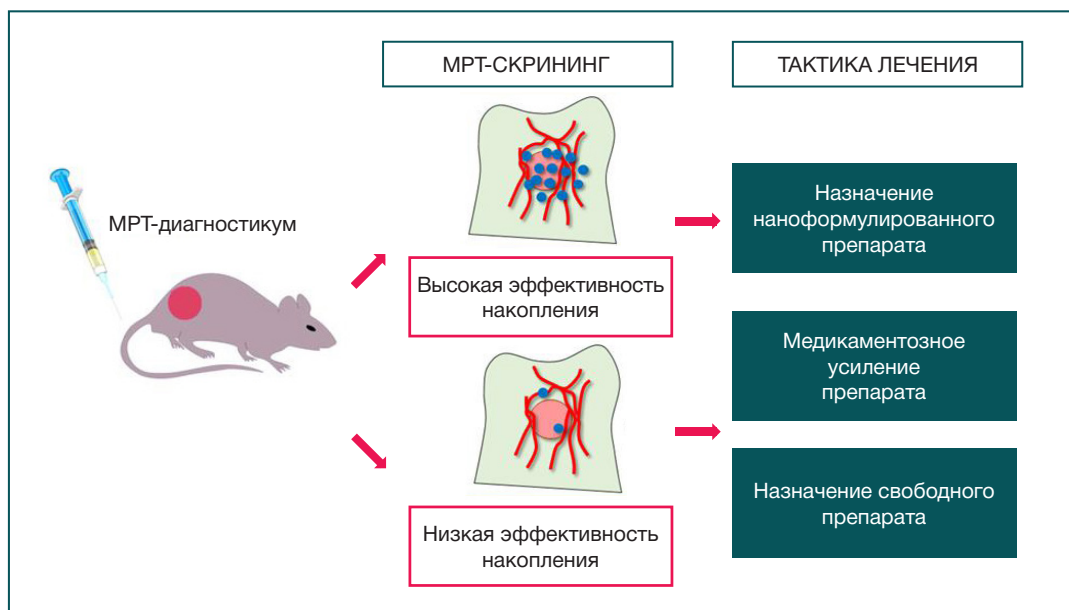 МРТ-СКРИНИНГ
ТАКТИКА ЛЕЧЕНИЯ
МРТ-диагностикум
Высокая эффективность
накопления
Низкая эффективность
накопления
Назначение
наноформулированного
препарата
Медикаментозное
усиление
препарата
Назначение свободного
препарата